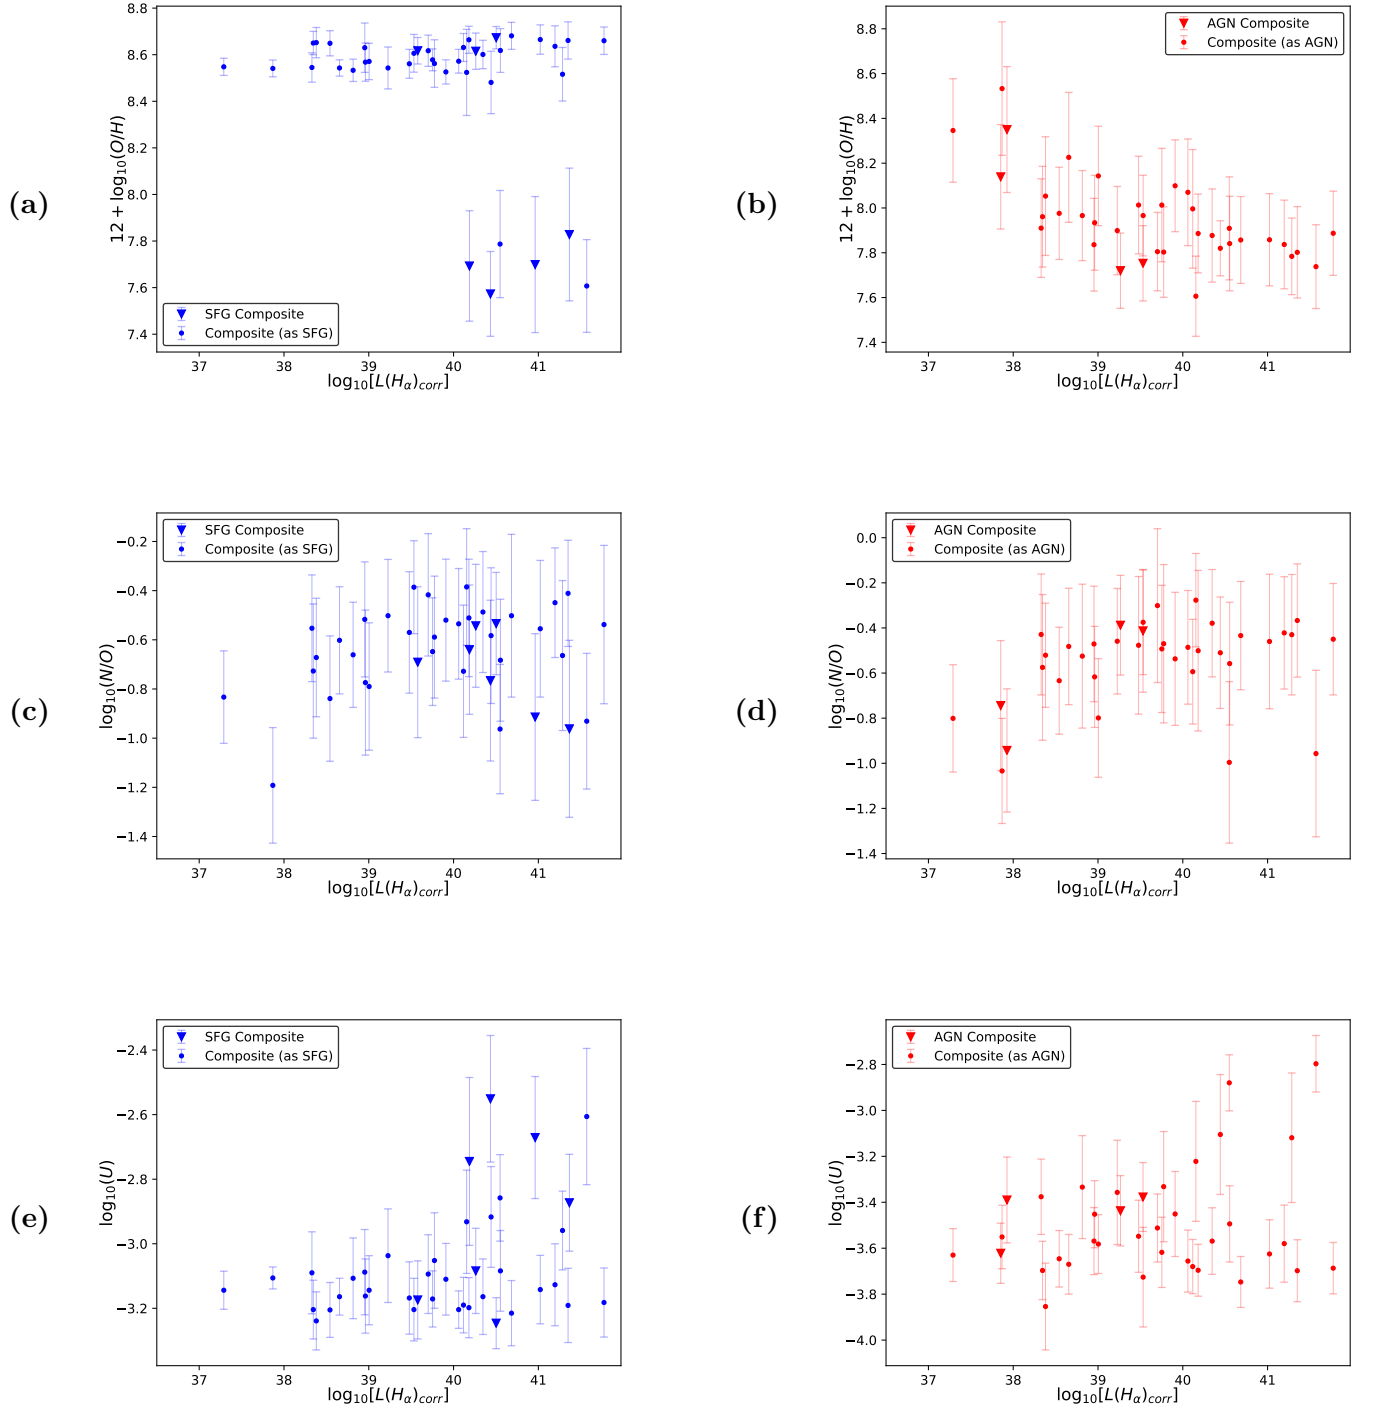 (a)
12 + log10(O/H)
8.8
8.6
8.4
8.2
8.0
7.8
7.6
7.4
SFG Composite
Composite (as SFG)
37 38 39 40 41
log10[L(Hα)corr]
(b)
12 + log10(O/H)
8.8
8.6
8.4
8.2
8.0
7.8
7.6
7.4
AGN Composite
Composite (as AGN)
37 38 39 40 41
log10[L(Hα)corr]
(c)
log10(N/O)
−0.2
−0.4
−0.6
−0.8
−1.0
−1.2
−1.4
SFG Composite
Composite (as SFG)
37 38 39 40 41
log10[L(Hα)corr]
(d)
log10(N/O)
0.0
−0.2
−0.4
−0.6
−0.8
−1.0
−1.2
−1.4
AGN Composite
Composite (as AGN)
37 38 39 40 41
log10[L(Hα)corr]
(e)
log10(U)
−2.4
−2.6
−2.8
−3.0
−3.2
SFG Composite
Composite (as SFG)
37 38 39 40 41
log10[L(Hα)corr]
(f)
log10(U)
−2.8
−3.0
−3.2
−3.4
−3.6
−3.8
−4.0
AGN Composite
Composite (as AGN)
37 38 39 40 41
log10[L(Hα)corr]